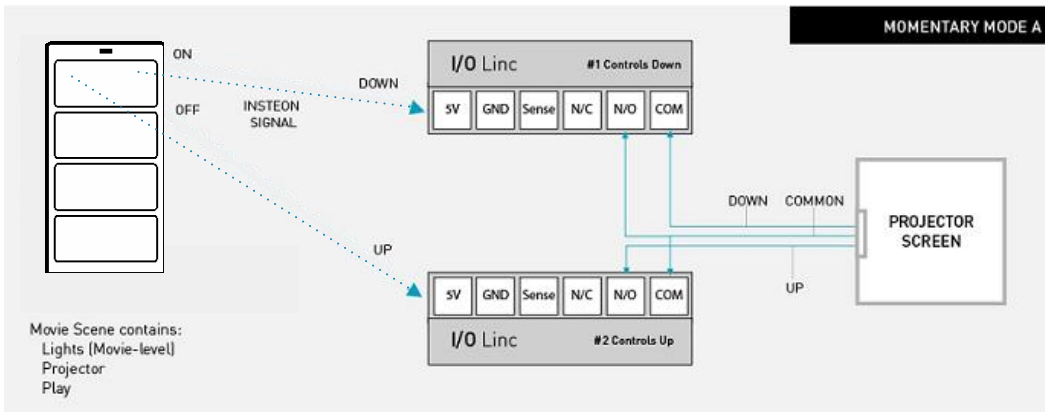 MOMENTARY MODE A
ON
OFF
INSTEON
SIGNAL
DOWN
I/O Linc #1 Controls Down
5V GND Sense N/C N/O COM
DOWN COMMON
PROJECTOR
SCREEN
UP
UP
5V GND Sense N/C N/O COM
I/O Linc #2 Controls Up
Movie Scene contains:
Lights (Movie-level)
Projector
Play